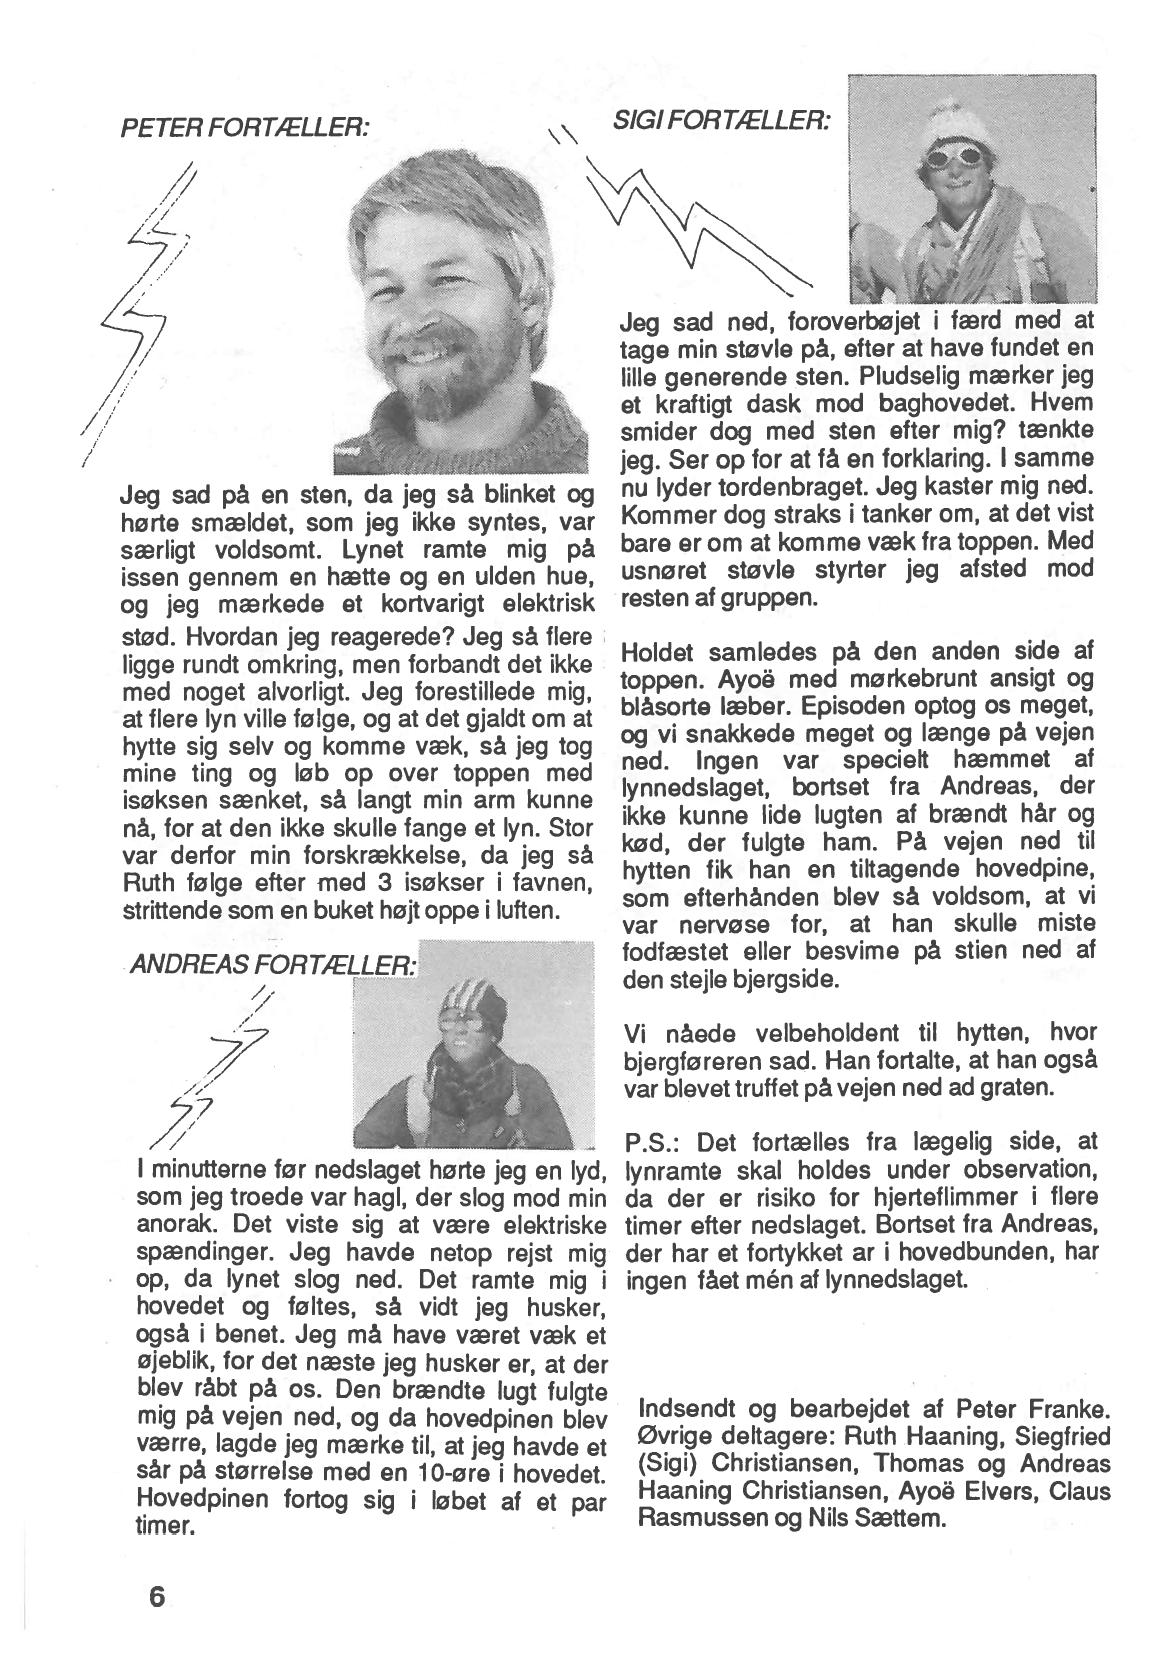 PETER FORTÆLLER:
Jeg sad på en sten, da jeg så blinket og
hørte smældet, som jeg ikke syntes, var
særligt voldsomt. Lynet ramte mig på
issen gennem en hætte og en ulden hue,
og jeg mærkede et kortvarigt elektrisk
stød. Hvordan jeg reagerede? Jeg så flere
ligge rundt omkring, men forbandt det ikke
med noget alvorligt. Jeg forestillede mig,
at flere lyn ville følge, og at det gjaldt om at
hytte sig selv og komme væk, så jeg tog
mine ting og løb op over toppen med
isøksen sænket, så langt min arm kunne
nå, for at den ikke skulle fange et lyn. Stor
var derfor min forskrækkelse, da jeg så
Ruth følge efter med 3 isøkser i favnen,
strittende som en buket højt oppe i luften.
ANDREAS FORTÆLLER:
I minutterne før nedslaget hørte jeg en lyd,
som jeg troede var hagl, der slog mod min
anorak. Det viste sig at være elektriske
spændinger. Jeg havde netop rejst mig
op, da lynet slog ned. Det ramte mig i
hovedet og føltes, så vidt jeg husker,
også i benet. Jeg må have været væk et
øjeblik, for det næste jeg husker er, at der
blev råbt på os. Den brændte lugt fulgte
mig på vejen ned, og da hovedpinen blev
værre, lagde jeg mærke til, at jeg havde et
sår på størrelse med en 10-øre i hovedet.
Hovedpinen fortog sig i løbet af et par
timer.
SIGI FORTÆLLER:
Jeg sad ned, foroverbøjet i færd med at
tage min støvle på, efter at have fundet en
lille generende sten. Pludselig mærker jeg
et kraftigt dask mod baghovedet. Hvem
smider dog med sten efter mig? tænkte
jeg. Ser op for at få en forklaring. I samme
nu lyder tordenbraget. Jeg kaster mig ned.
Kommer dog straks i tanker om, at det vist
bare er om at komme væk fra toppen. Med
usnøret støvle styrter jeg afsted mod
resten af gruppen.
Holdet samledes på den anden side af
toppen. Ayoë med mørkebrunt ansigt og
blåsorte læber. Episoden optog os meget,
og vi snakkede meget og længe på vejen
ned. Ingen var specielt hæmmet af
lynnedslaget, bortset fra Andreas, der
ikke kunne lide lugten af brændt hår og
kød, der fulgte ham. På vejen ned til
hytten fik han en tiltagende hovedpine,
som efterhånden blev så voldsom, at vi
var nervøse for, at han skulle miste
fodfæstet eller besvime på stien ned af
den stejle bjergside.
Vi nåede velbeholdent til hytten, hvor
bjergføreren sad. Han fortalte, at han også
var blevet truffet på vejen ned ad graten.
P.S.: Det fortælles fra lægelig side, at
lynramte skal holdes under observation,
da der er risiko for hjerteflimmer i flere
timer efter nedslaget. Bortset fra Andreas,
der har et fortykket ar i hovedbunden, har
ingen fået mén af lynnedslaget.
Indsendt og bearbejdet af Peter Franke.
Øvrige deltagere: Ruth Haaning, Siegfried
(Sigi) Christiansen, Thomas og Andreas
Haaning Christiansen, Ayoë Elvers, Claus
Rasmussen og Nils Sættem.
6